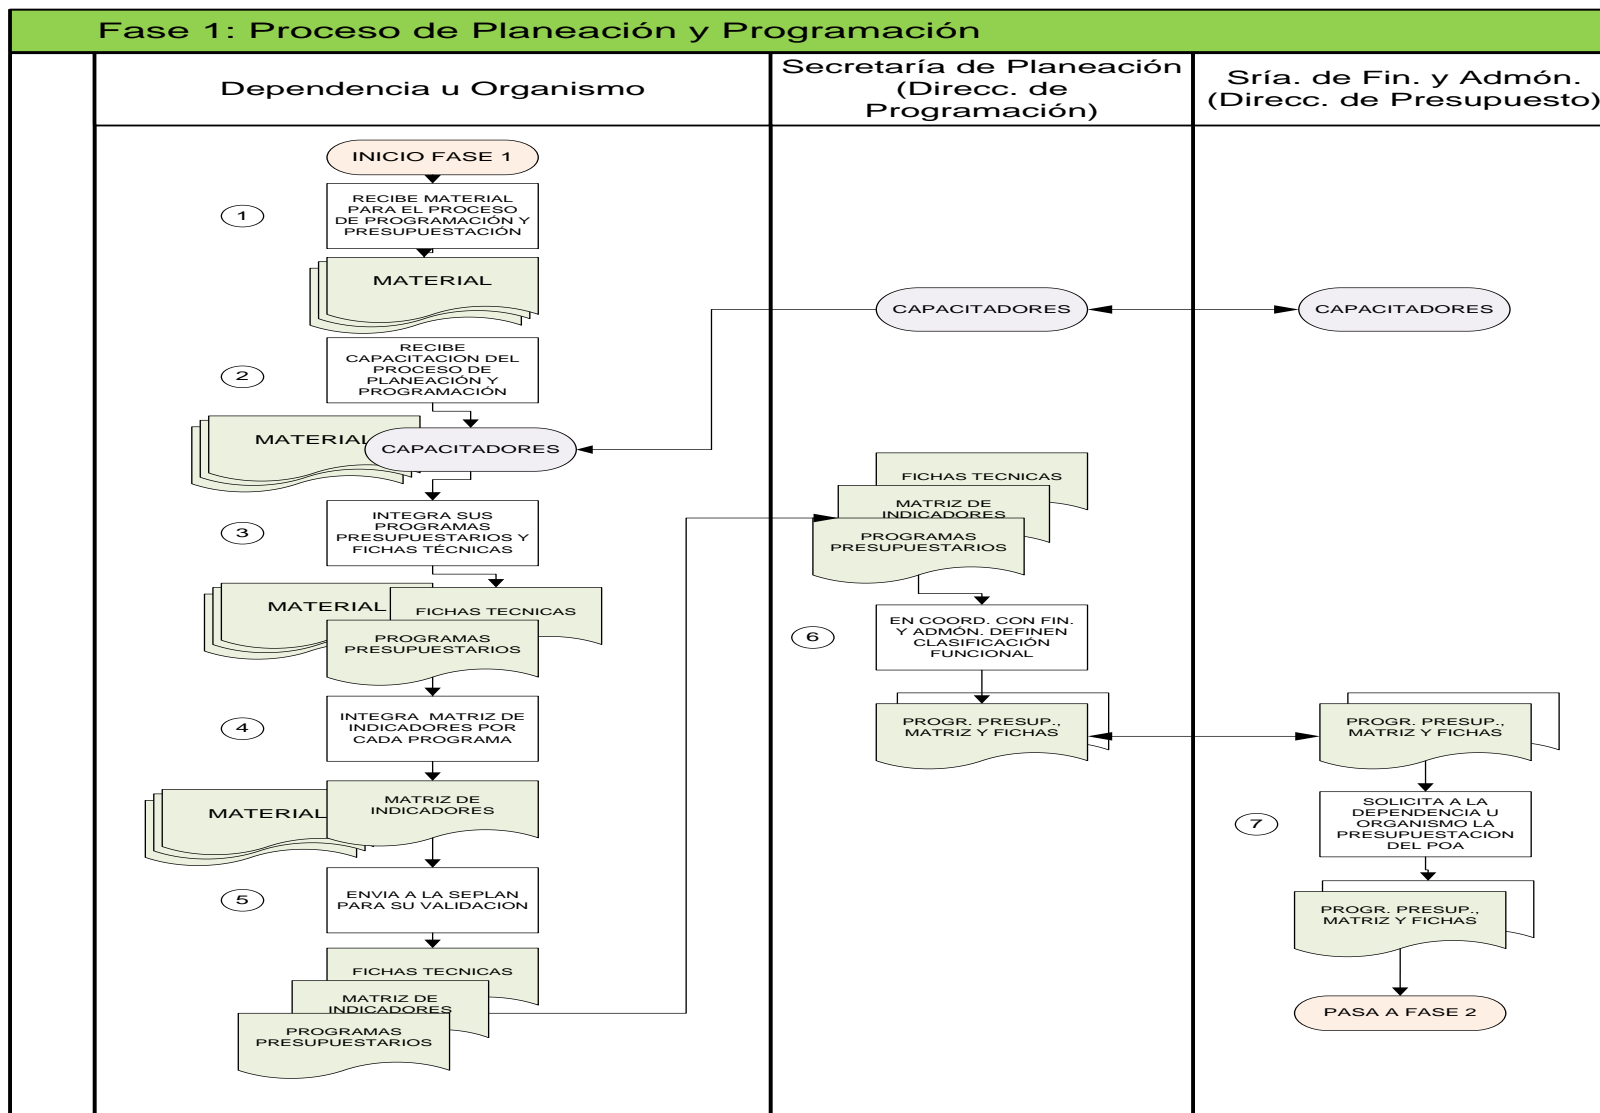 Fase 1: Proceso de Planeación y Programación
Dependencia u Organismo
Secretaría de Planeación
(Direcc. de
Programación)
Sría. de Fin. y Admón.
(Direcc. de Presupuesto)
INICIO FASE 1
1
RECIBE MATERIAL
PARA EL PROCESO
DE PROGRAMACIÓN Y
PRESUPUESTACIÓN
MATERIAL
CAPACITADORES
CAPACITADORES
2
RECIBE
CAPACITACION DEL
PROCESO DE
PLANEACIÓN Y
PROGRAMACIÓN
MATERIAL
CAPACITADORES
3
INTEGRA SUS
PROGRAMAS
PRESUPUESTARIOS Y
FICHAS TÉCNICAS
MATERIAL
FICHAS TECNICAS
PROGRAMAS
PRESUPUESTARIOS
4
INTEGRA MATRIZ DE
INDICADORES POR
CADA PROGRAMA
MATERIAL
MATRIZ DE
INDICADORES
5
ENVIA A LA SEPLAN
PARA SU VALIDACION
FICHAS TECNICAS
MATRIZ DE
INDICADORES
PROGRAMAS
PRESUPUESTARIOS
FICHAS TECNICAS
MATRIZ DE
INDICADORES
PROGRAMAS
PRESUPUESTARIOS
6
EN COORD. CON FIN.
Y ADMÓN. DEFINEN
CLASIFICACIÓN
FUNCIONAL
PROGR. PRESUP.,
MATRIZ Y FICHAS
PROGR. PRESUP.,
MATRIZ Y FICHAS
7
SOLICITA A LA
DEPENDENCIA U
ORGANISMO LA
PRESUPUESTACION
DEL POA
PROGR. PRESUP.,
MATRIZ Y FICHAS
PASA A FASE 2